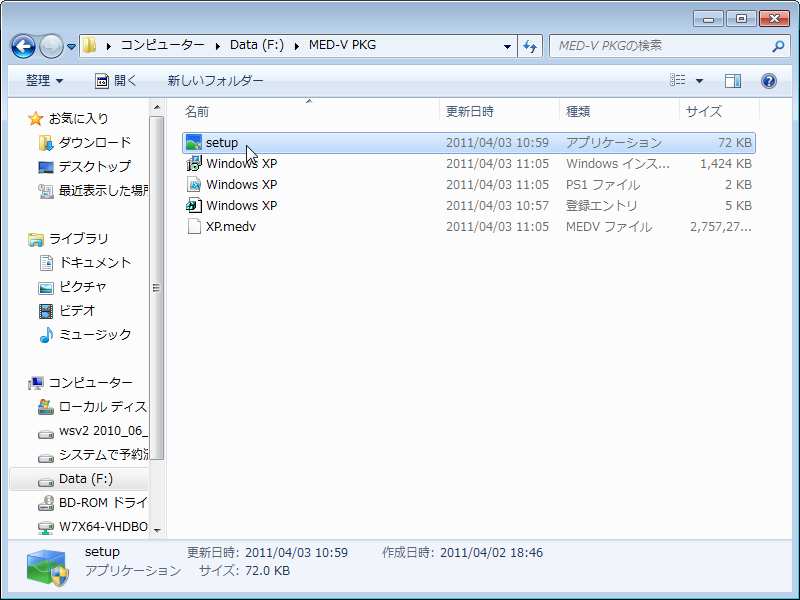 コンピューター ▸ Data (F:) ▸ MED-V PKG
MED-V PKGの検索
整理 開く 新しいフォルダー
お気に入り
ダウンロード
デスクトップ
最近表示した場所
ライブラリ
ドキュメント
ピクチャ
ビデオ
ミュージック
コンピューター
ローカル ディス
wsv2 2010_06_
システムで予約済
Data (F:)
BD-ROM ドライ
W7X64-VHDBO
名前 更新日時 種類 サイズ
setup 2011/04/03 10:59 アプリケーション 72 KB
Windows XP 2011/04/03 11:05 Windows インス... 1,424 KB
Windows XP 2011/04/03 11:05 PS1 ファイル 2 KB
Windows XP 2011/04/03 10:57 登録エントリ 5 KB
XP.medv 2011/04/03 11:05 MEDV ファイル 2,757,27...
setup 更新日時: 2011/04/03 10:59 作成日時: 2011/04/02 18:46
アプリケーション サイズ: 72.0 KB